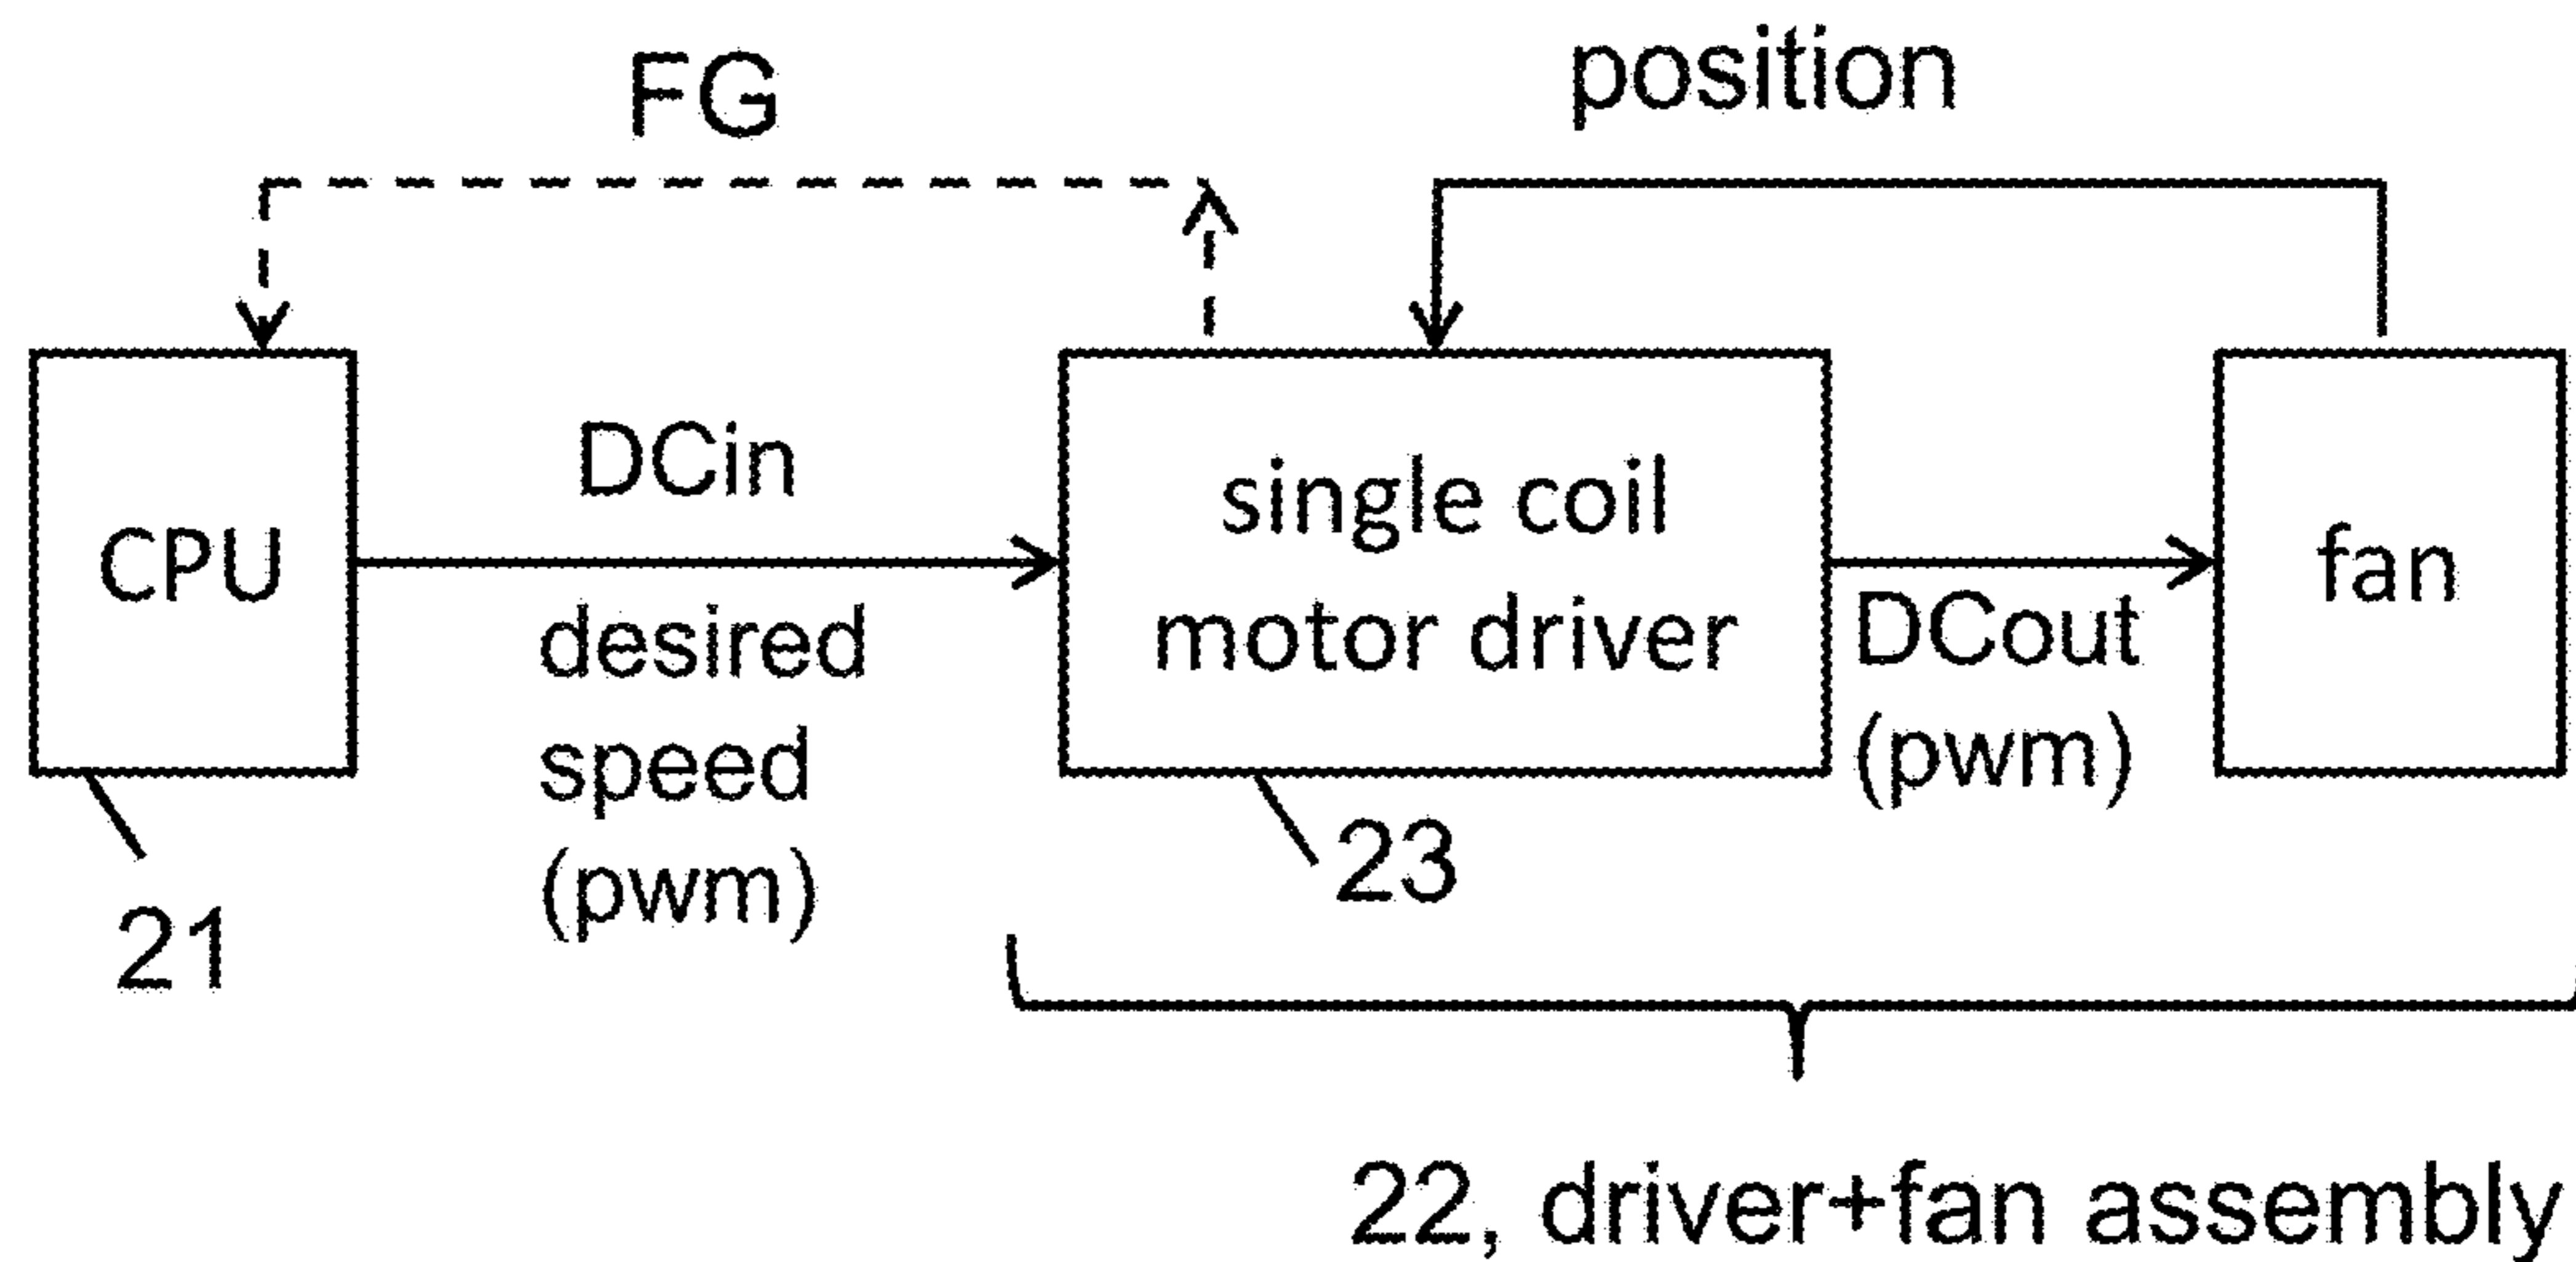 FG
position
CPU
DCin
desired
speed
(pwm)
single coil
motor driver
DCout
(pwm)
fan
21
23
22, driver+fan assembly